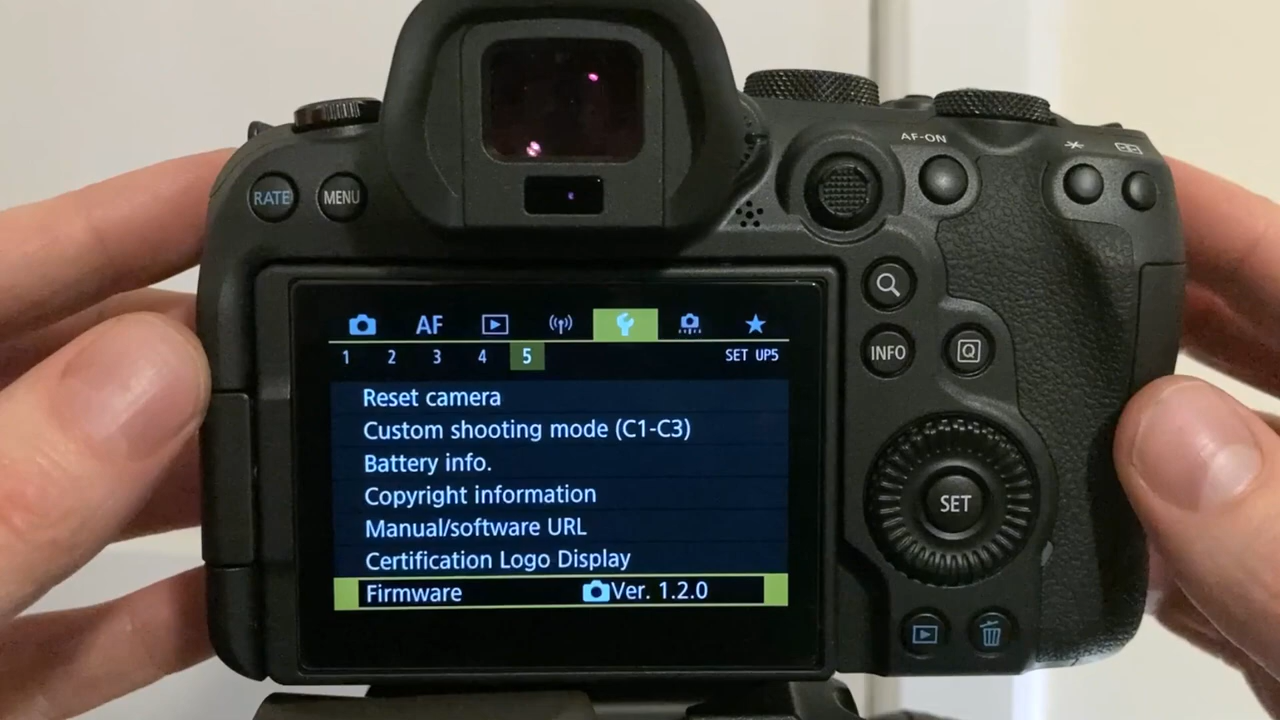 AF-ON
RATE
MENU
AF
1 2 3 4 5 SET UP5
INFO
Q
Reset camera
Custom shooting mode (C1-C3)
Battery info.
Copyright information
SET
Manual/software URL
Certification Logo Display
Firmware Ver. 1.2.0